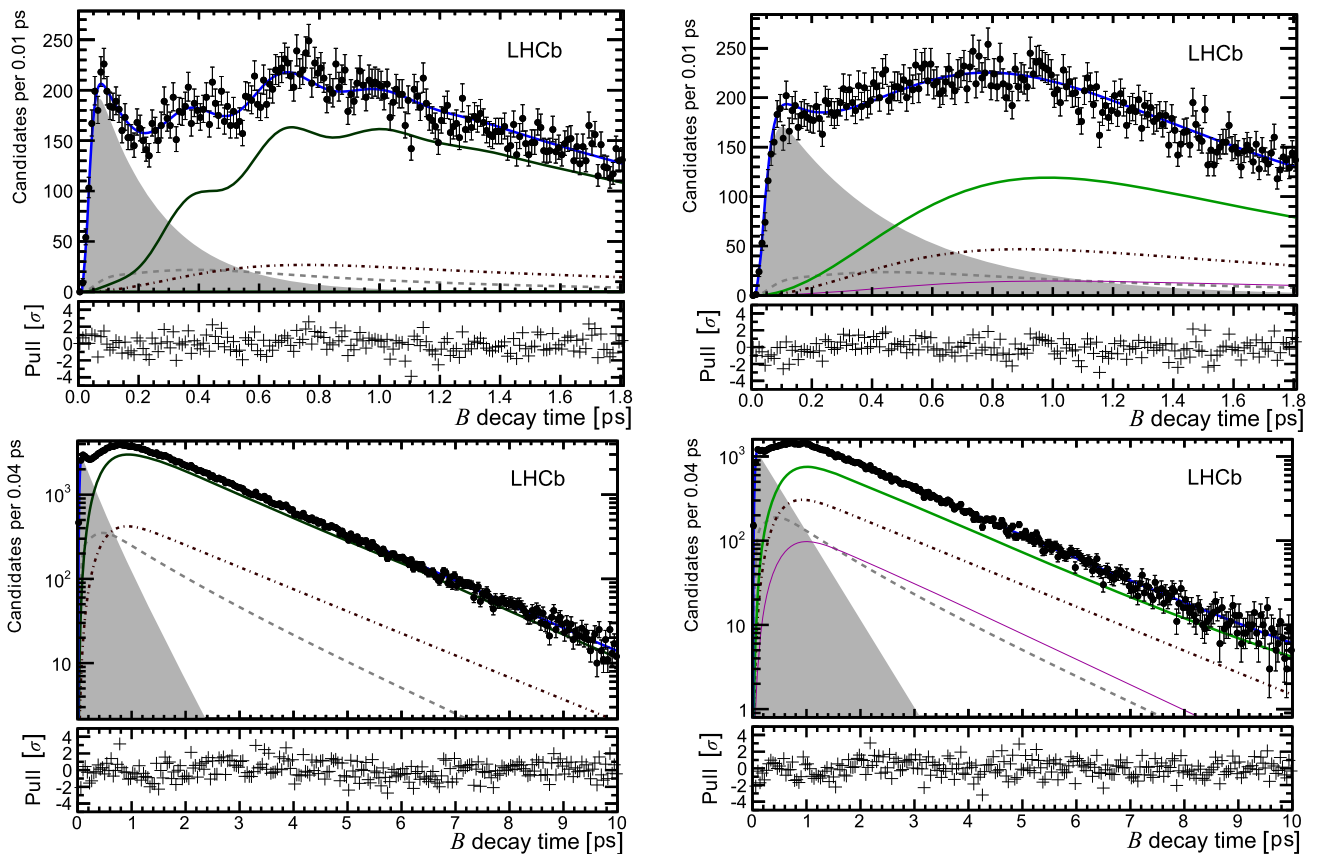 LHCb
Candidates per 0.01 ps
250
200
150
100
50
0
Pull [σ]
4
2
0
-2
-4
0.0 0.2 0.4 0.6 0.8 1.0 1.2 1.4 1.6 1.8
B decay time [ps]
LHCb
Candidates per 0.01 ps
250
200
150
100
50
0
Pull [σ]
4
2
0
-2
-4
0.0 0.2 0.4 0.6 0.8 1.0 1.2 1.4 1.6 1.8
B decay time [ps]
LHCb
Candidates per 0.04 ps
10³
10²
10
Pull [σ]
4
2
0
-2
-4
0 1 2 3 4 5 6 7 8 9 10
B decay time [ps]
LHCb
Candidates per 0.04 ps
10³
10²
10
1
Pull [σ]
4
2
0
-2
-4
0 1 2 3 4 5 6 7 8 9 10
B decay time [ps]